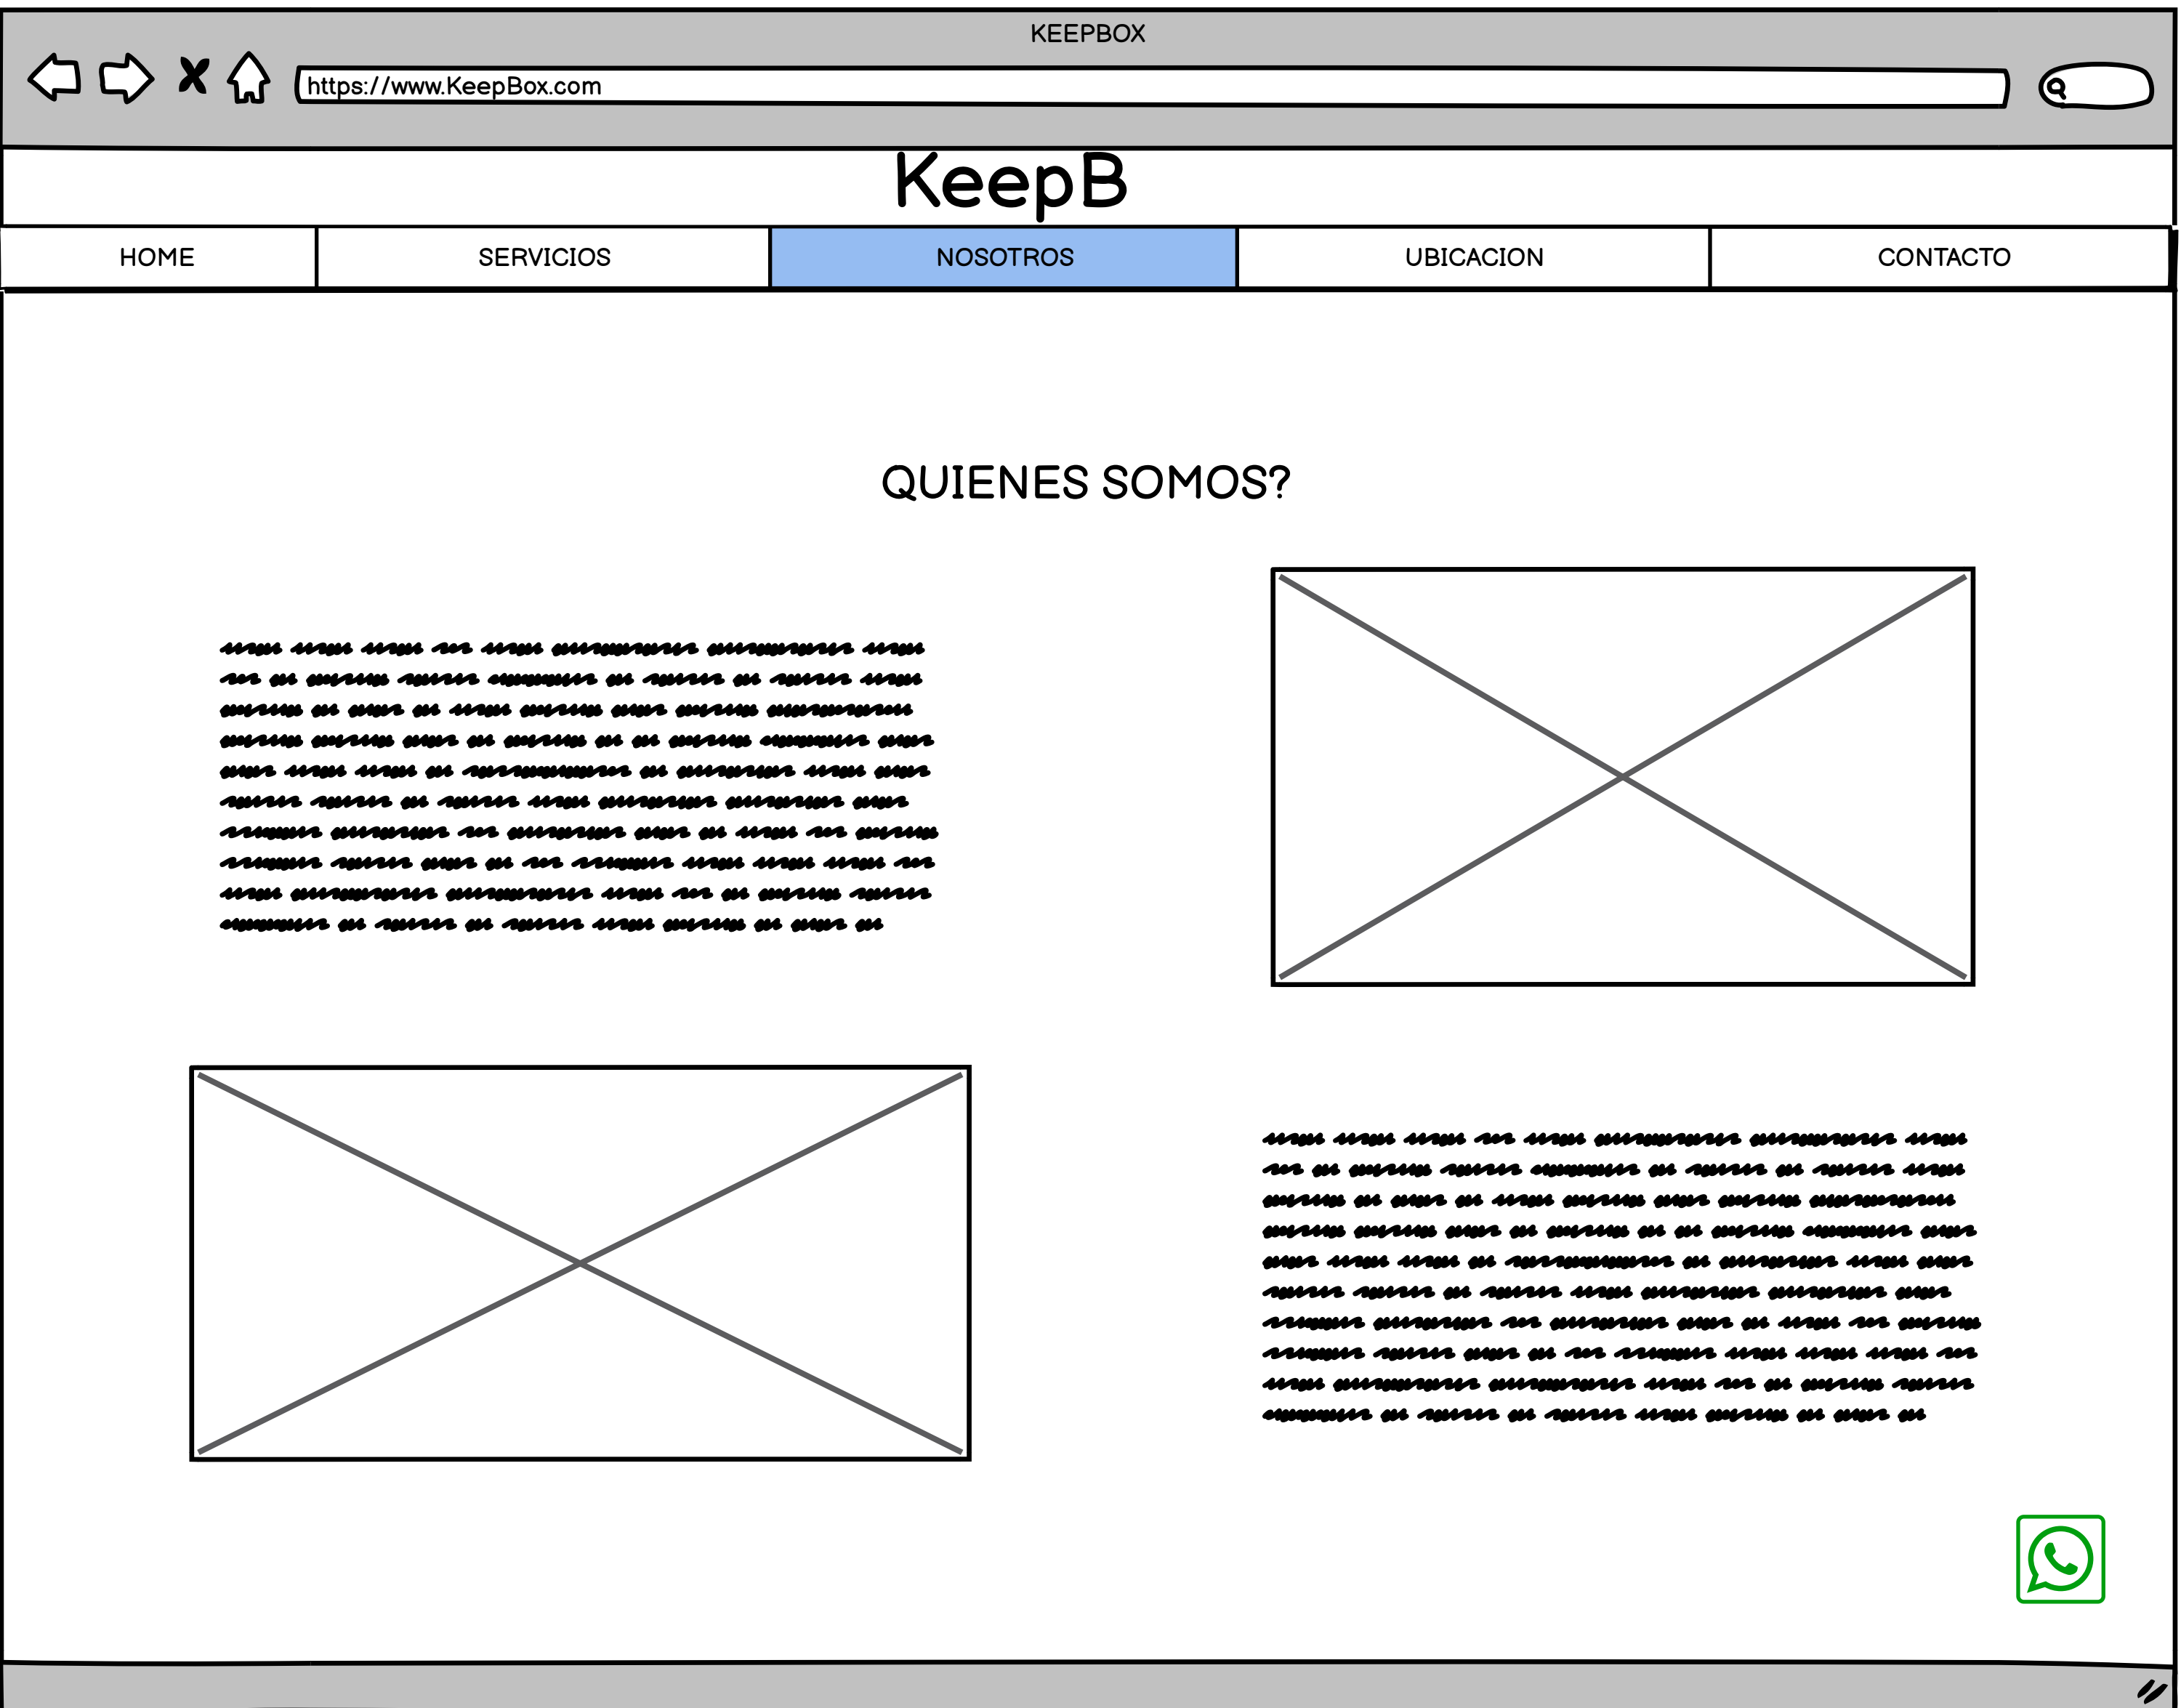 KEEPBOX
https://www.KeepBox.com
KeepB
HOME SERVICIOS NOSOTROS UBICACION CONTACTO
QUIENES SOMOS?